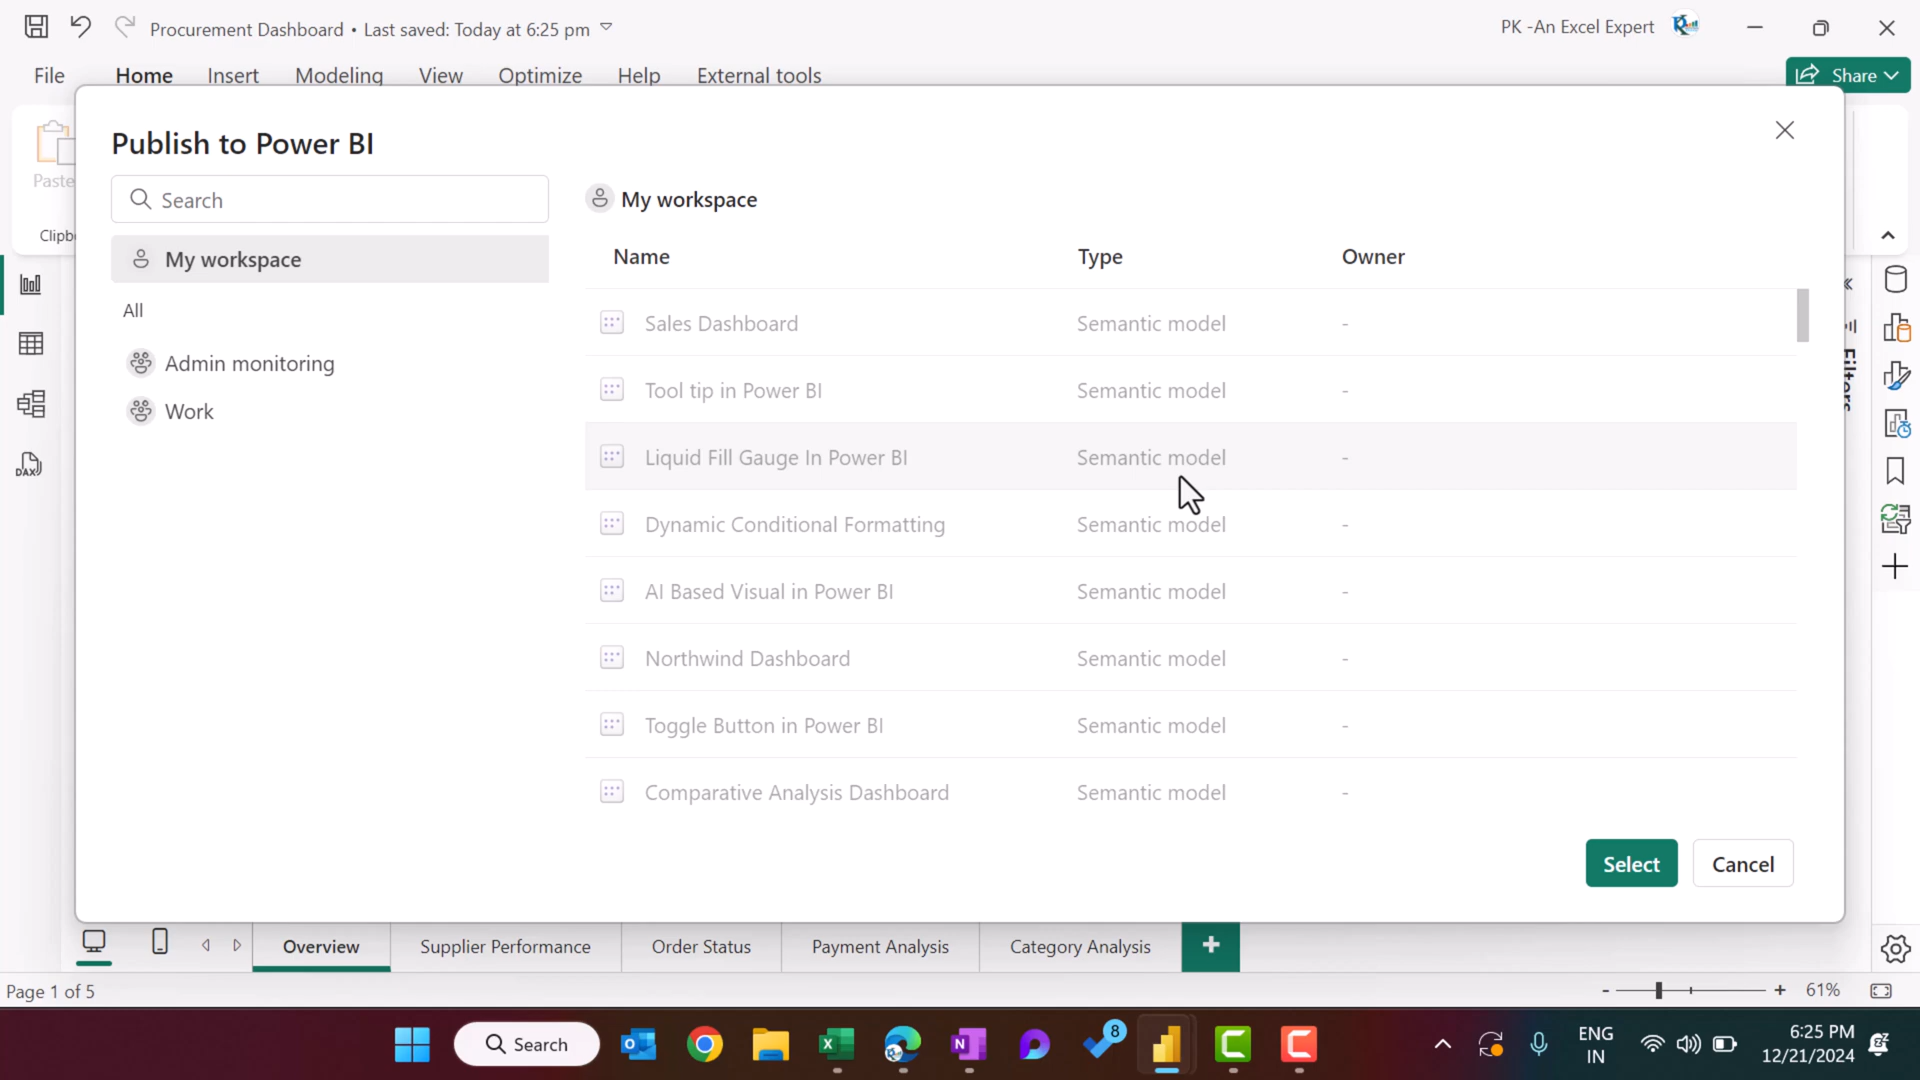 Procurement Dashboard • Last saved: Today at 6:25 pm
PK -An Excel Expert
File Home Insert Modeling View Optimize Help External tools
Share
Publish to Power BI
Paste
Search
My workspace
Clipb
My workspace
All
Admin monitoring
Work
Name Type Owner
Sales Dashboard Semantic model -
Tool tip in Power BI Semantic model -
Liquid Fill Gauge In Power BI Semantic model -
Dynamic Conditional Formatting Semantic model -
AI Based Visual in Power BI Semantic model -
Northwind Dashboard Semantic model -
Toggle Button in Power BI Semantic model -
Comparative Analysis Dashboard Semantic model -
Filters
DAX
Select Cancel
Overview Supplier Performance Order Status Payment Analysis Category Analysis +
Page 1 of 5
- + 61%
Search
8
ENG
IN
6:25 PM
12/21/2024